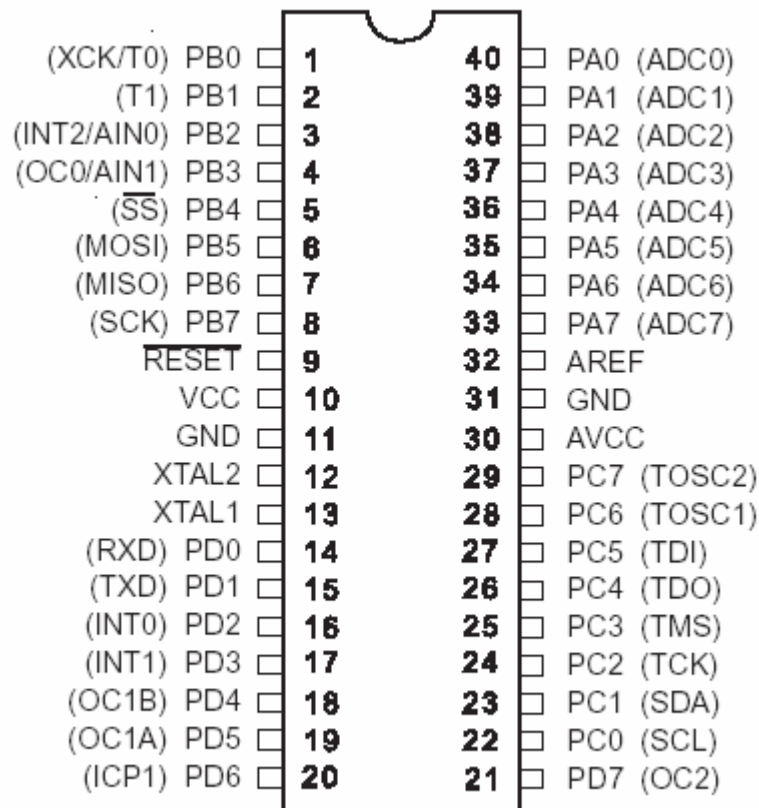 (XCK/T0) PB0 1 40 PA0 (ADC0)
(T1) PB1 2 39 PA1 (ADC1)
(INT2/AIN0) PB2 3 38 PA2 (ADC2)
(OC0/AIN1) PB3 4 37 PA3 (ADC3)
(SS) PB4 5 36 PA4 (ADC4)
(MOSI) PB5 6 35 PA5 (ADC5)
(MISO) PB6 7 34 PA6 (ADC6)
(SCK) PB7 8 33 PA7 (ADC7)
RESET 9 32 AREF
VCC 10 31 GND
GND 11 30 AVCC
XTAL2 12 29 PC7 (TOSC2)
XTAL1 13 28 PC6 (TOSC1)
(RXD) PD0 14 27 PC5 (TDI)
(TXD) PD1 15 26 PC4 (TDO)
(INT0) PD2 16 25 PC3 (TMS)
(INT1) PD3 17 24 PC2 (TCK)
(OC1B) PD4 18 23 PC1 (SDA)
(OC1A) PD5 19 22 PC0 (SCL)
(ICP1) PD6 20 21 PD7 (OC2)